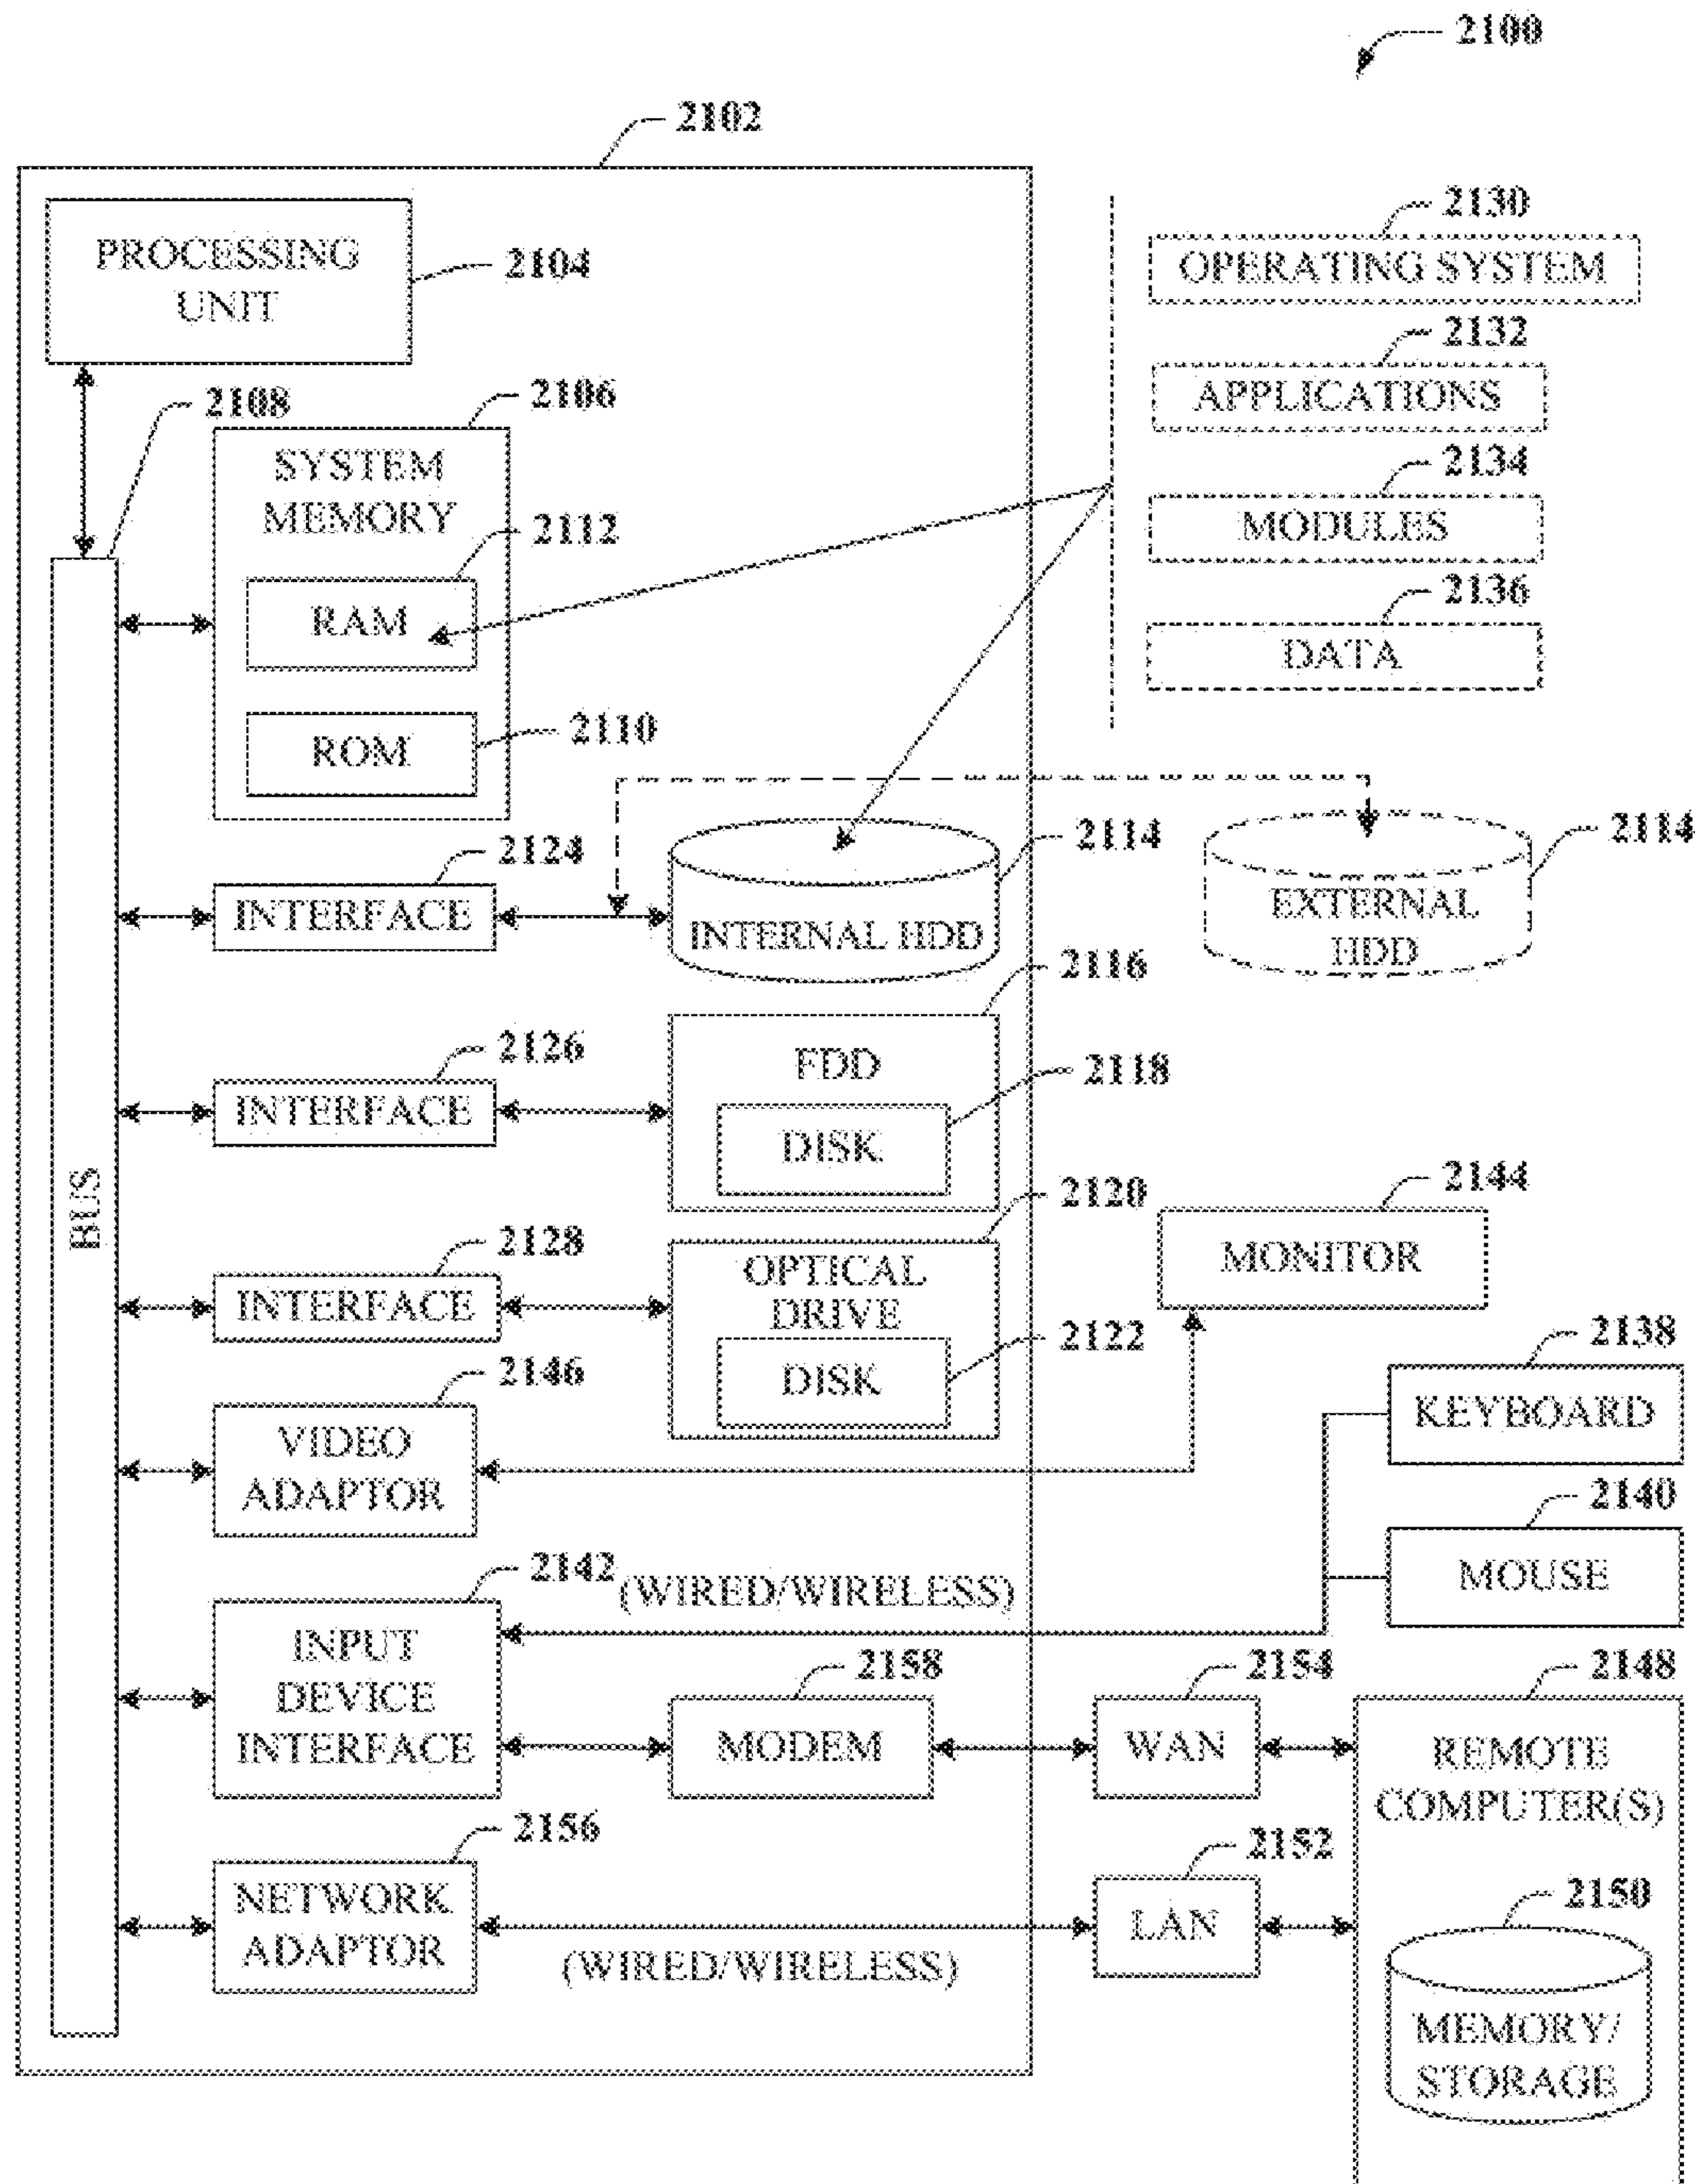 2100
2102
PROCESSING
UNIT
2104
2108
2106
SYSTEM
MEMORY
2112
RAM
ROM
2110
2130
OPERATING SYSTEM
2132
APPLICATIONS
2134
MODULES
2136
DATA
2124
INTERFACE
2114
INTERNAL HDD
2114
EXTERNAL
HDD
2126
INTERFACE
2116
FDD
2118
DISK
BUS
2128
INTERFACE
2120
OPTICAL
DRIVE
2122
DISK
2144
MONITOR
2146
VIDEO
ADAPTOR
2138
KEYBOARD
2140
MOUSE
2142
(WIRED/WIRELESS)
INPUT
DEVICE
INTERFACE
2158
MODEM
2154
WAN
2148
REMOTE
COMPUTER(S)
2156
NETWORK
ADAPTOR
(WIRED/WIRELESS)
2152
LAN
2150
MEMORY/
STORAGE